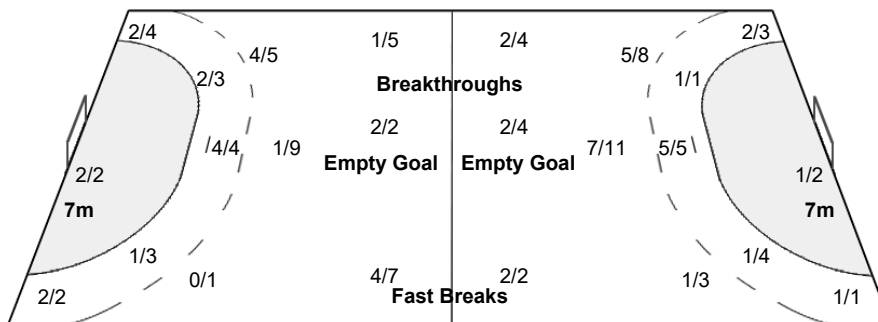 2/4 1/5 2/4 2/3
4/5 5/8
2/3 Breakthroughs 1/1
2/2 2/4
4/4 1/9 7/11 5/5
Empty Goal Empty Goal
2/2 1/2
7m 7m
1/3 1/4
0/1 4/7 2/2 1/3
2/2 Fast Breaks 1/1